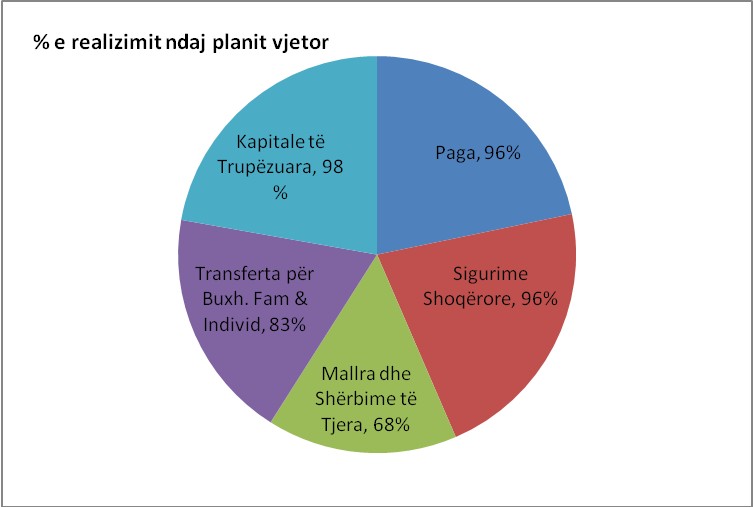 % e realizimit ndaj planit vjetor
Kapitale të
Trupëzuara, 98
%
Paga, 96%
Transferta për
Buxh. Fam &
Individ, 83%
Sigurime
Shoqërore, 96%
Mallra dhe
Shërbime të
Tjera, 68%